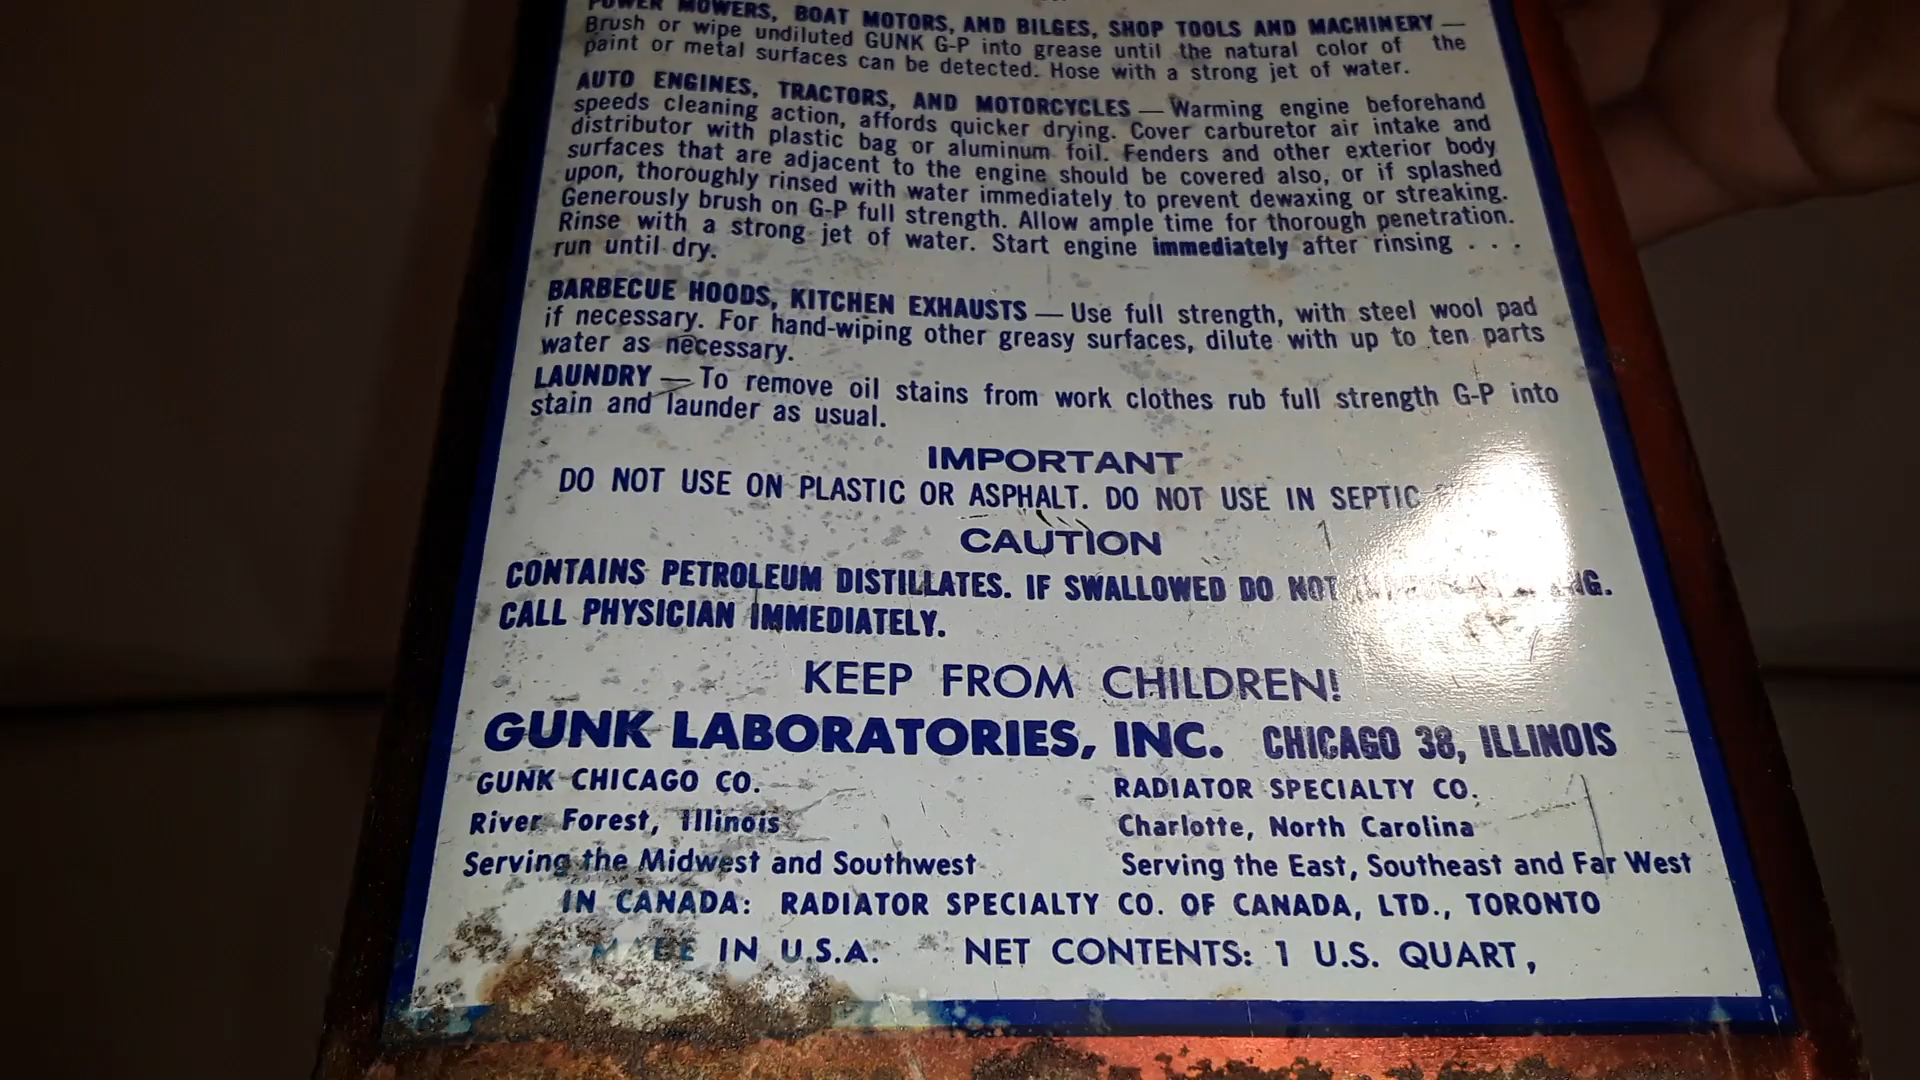 POWER MOWERS, BOAT MOTORS, AND BILGES, SHOP TOOLS AND MACHINERY —
Brush or wipe undiluted GUNK G-P into grease until the natural color of the
paint or metal surfaces can be detected. Hose with a strong jet of water.
AUTO ENGINES, TRACTORS, AND MOTORCYCLES — Warming engine beforehand
speeds cleaning action, affords quicker drying. Cover carburetor air intake and
distributor with plastic bag or aluminum foil. Fenders and other exterior body
surfaces that are adjacent to the engine should be covered also, or if splashed
upon, thoroughly rinsed with water immediately to prevent dewaxing or streaking.
Generously brush on G-P full strength. Allow ample time for thorough penetration.
Rinse with a strong jet of water. Start engine immediately after rinsing . . .
run until dry.
BARBECUE HOODS, KITCHEN EXHAUSTS — Use full strength, with steel wool pad
if necessary. For hand-wiping other greasy surfaces, dilute with up to ten parts
water as necessary.
LAUNDRY — To remove oil stains from work clothes rub full strength G-P into
stain and launder as usual.
IMPORTANT
DO NOT USE ON PLASTIC OR ASPHALT. DO NOT USE IN SEPTIC
CAUTION
CONTAINS PETROLEUM DISTILLATES. IF SWALLOWED DO NOT
CALL PHYSICIAN IMMEDIATELY.
KEEP FROM CHILDREN!
GUNK LABORATORIES, INC. CHICAGO 38, ILLINOIS
GUNK CHICAGO CO. RADIATOR SPECIALTY CO.
River Forest, Illinois Charlotte, North Carolina
Serving the Midwest and Southwest Serving the East, Southeast and Far West
IN CANADA: RADIATOR SPECIALTY CO. OF CANADA, LTD., TORONTO
MADE IN U.S.A. NET CONTENTS: 1 U.S. QUART,